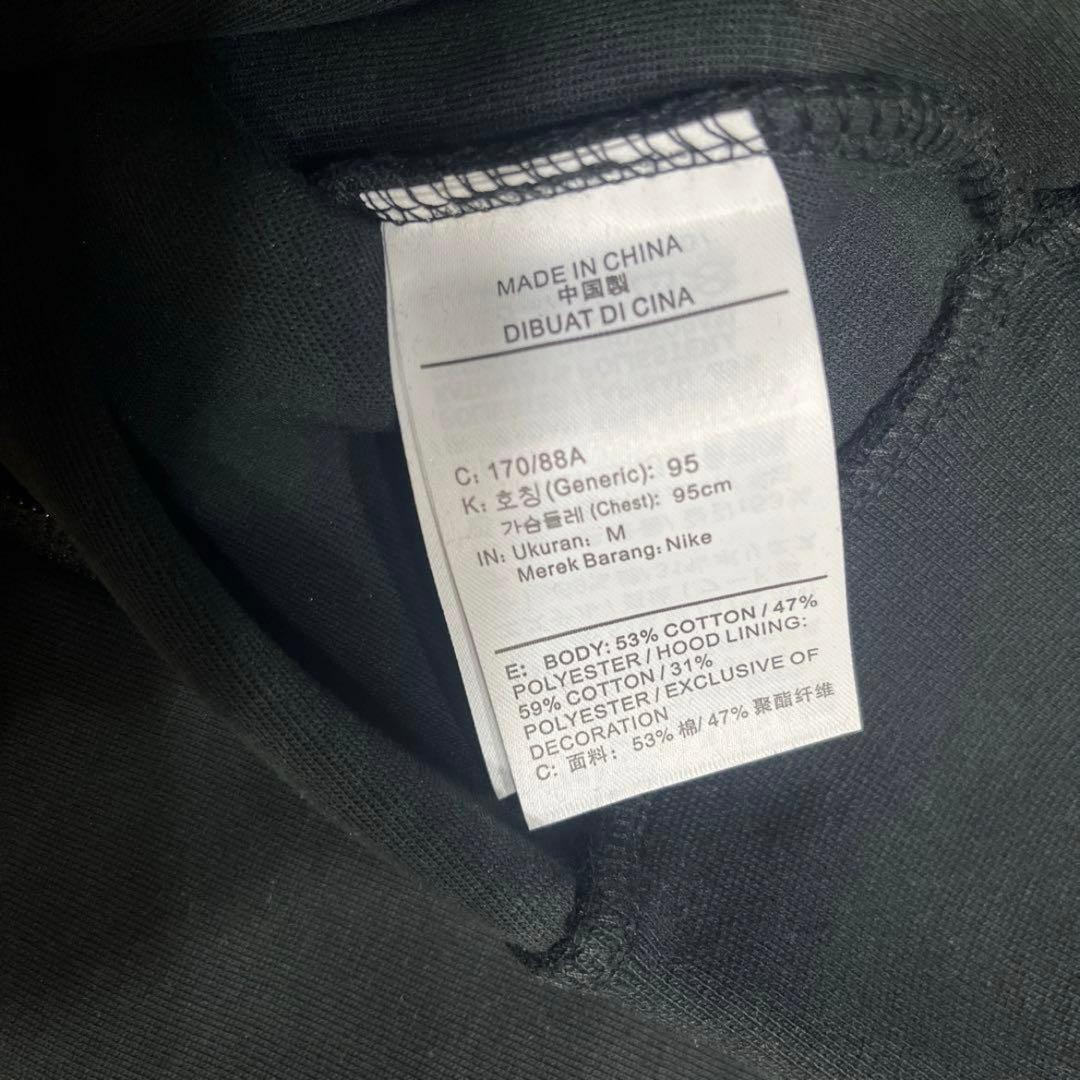 MADE IN CHINA
中国製
DIBUAT DI CINA
C: 170/88A
K: 호칭 (Generic): 95
가슴둘레 (Chest): 95cm
IN: Ukuran: M
Merek Barang: Nike
E: BODY: 53% COTTON / 47%
POLYESTER / HOOD LINING:
59% COTTON / 31%
POLYESTER / EXCLUSIVE OF
DECORATION
C: 面料: 53% 棉/ 47% 聚酯纤维